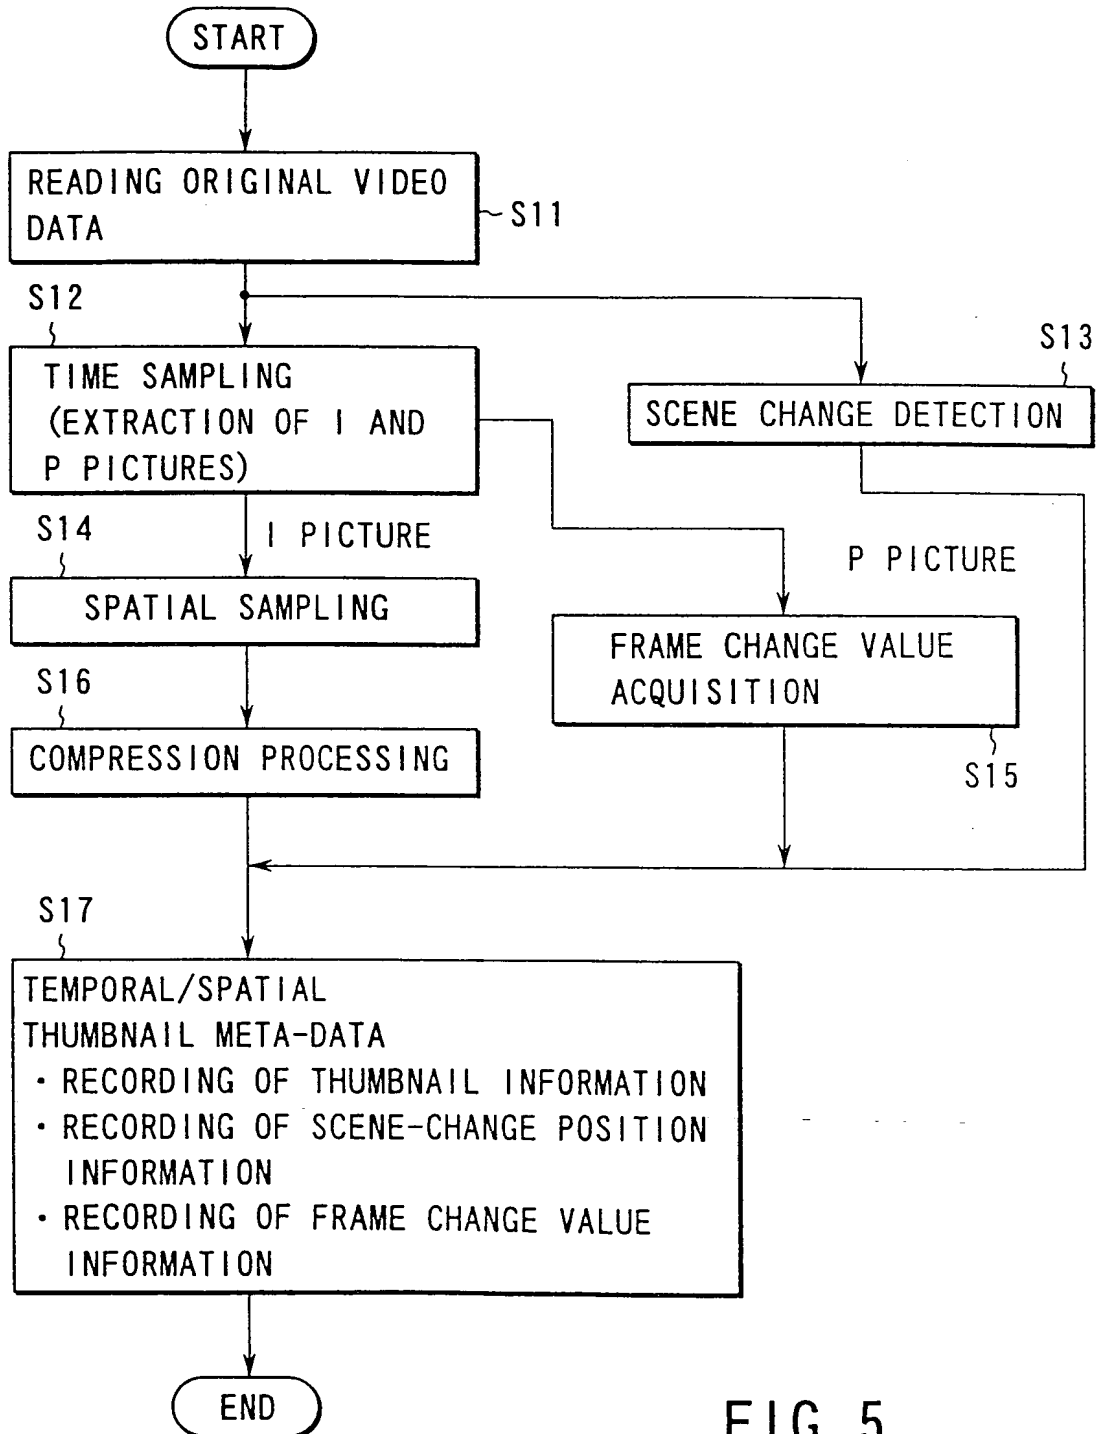 START
READING ORIGINAL VIDEO
DATA
S11
S12
TIME SAMPLING
(EXTRACTION OF I AND
P PICTURES)
S13
SCENE CHANGE DETECTION
I PICTURE
P PICTURE
S14
SPATIAL SAMPLING
FRAME CHANGE VALUE
ACQUISITION
S15
S16
COMPRESSION PROCESSING
S17
TEMPORAL/SPATIAL
THUMBNAIL META-DATA
・RECORDING OF THUMBNAIL INFORMATION
・RECORDING OF SCENE-CHANGE POSITION
INFORMATION
・RECORDING OF FRAME CHANGE VALUE
INFORMATION
END
FIG. 5